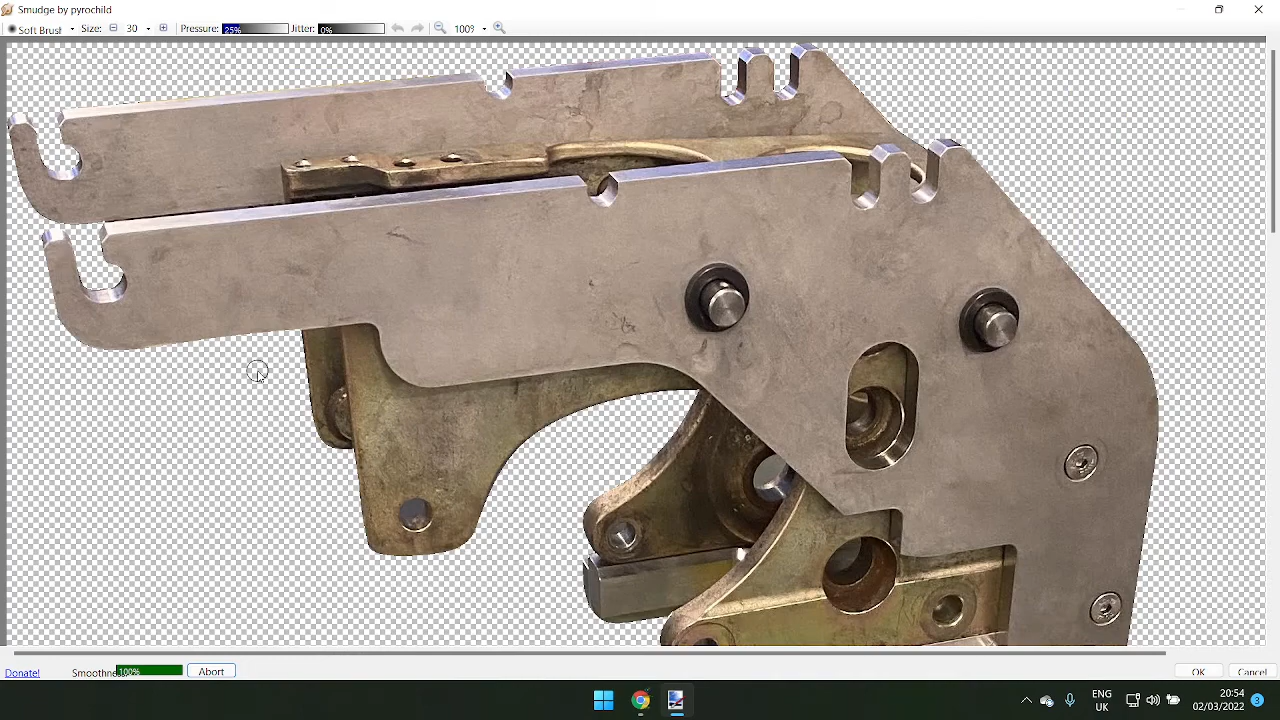 Smudge by pyrochild
Soft Brush Size: 30 Pressure: 25% Jitter: 0% 100%
Donate! Smoothness 100% Abort OK Cancel
ENG 20:54
UK 02/03/2022 3